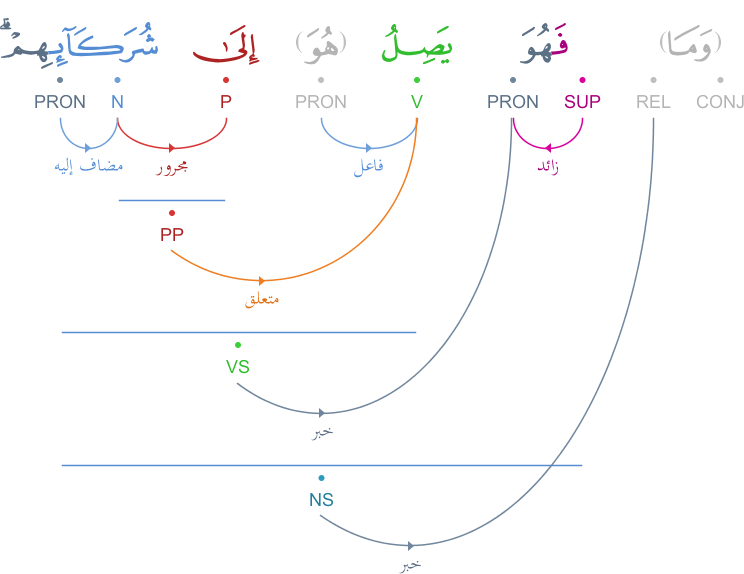 (وَمَا) فَهُوَ يَصِلُ (هُوَ) إِلَىٰ شُرَكَآئِهِمْ ۗ
PRON N P PRON V PRON SUP REL CONJ
مضاف إليه مجرور فاعل زائد
PP
متعلق
VS
خبر
NS
خبر